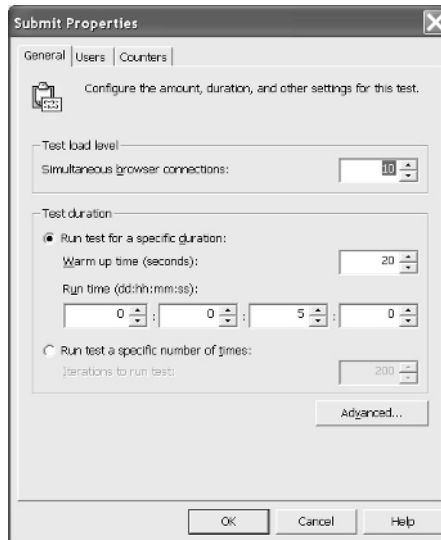 Submit Properties
General Users Counters
Configure the amount, duration, and other settings for this test.
Test load level
Simultaneous browser connections: 10
Test duration
Run test for a specific duration:
Warm up time (seconds): 20
Run time (dd:hh:mm:ss):
0 : 0 : 5 : 0
Run test a specific number of times:
Iterations to run test: 200
Advanced...
OK Cancel Help